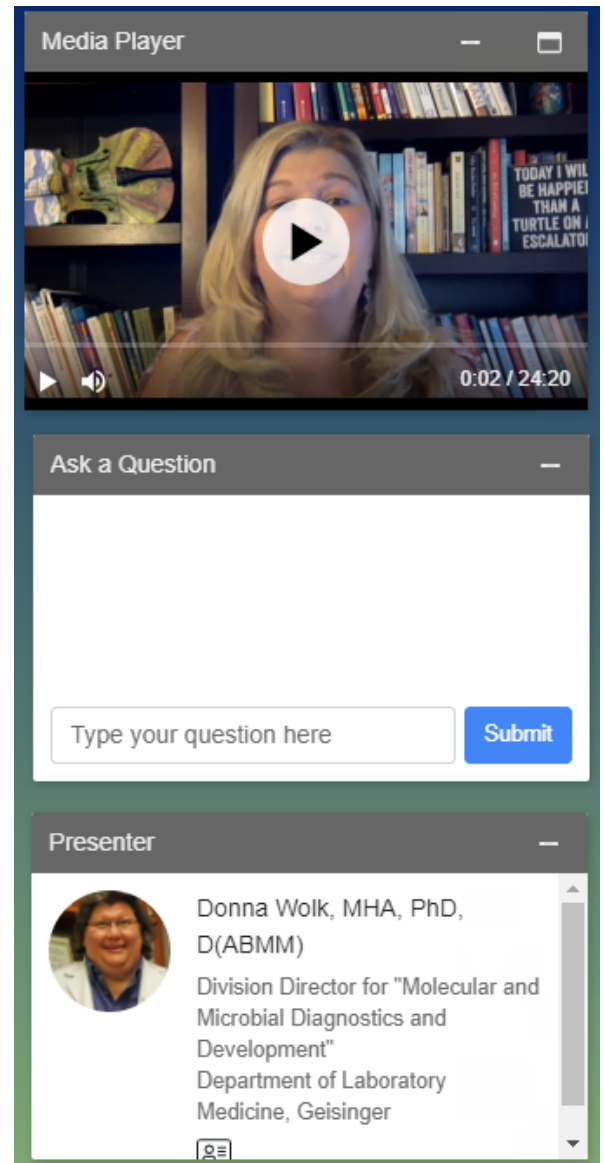 Media Player
TODAY I WIL
BE HAPPIE
THAN A
TURTLE ON
ESCALATO
0:02 / 24:20
Ask a Question
Type your question here
Submit
Presenter
Donna Wolk, MHA, PhD,
D(ABMM)
Division Director for "Molecular and
Microbial Diagnostics and
Development"
Department of Laboratory
Medicine, Geisinger